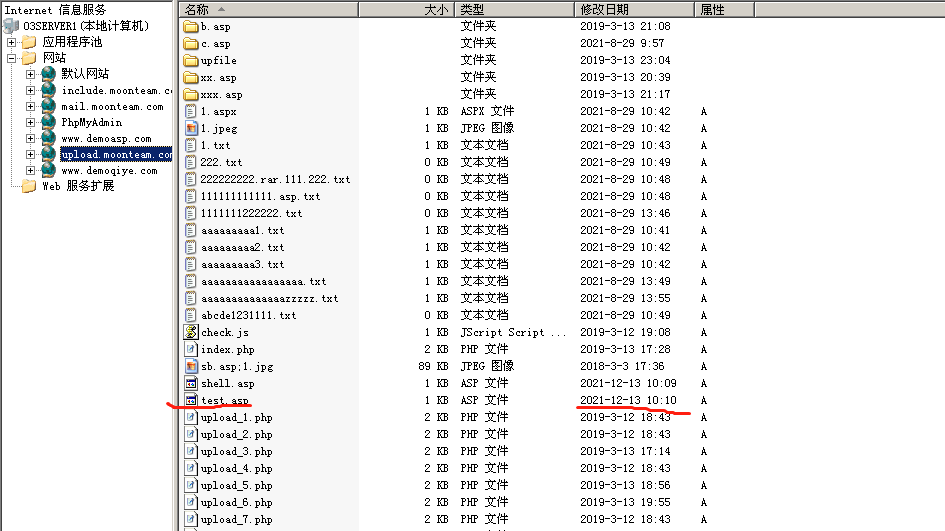 Internet 信息服务
03SERVER1(本地计算机)
应用程序池
网站
默认网站
include.moonteam.co
mail.moonteam.com
PhpMyAdmin
www.demoasp.com
upload.moonteam.com
www.demoqiye.com
Web 服务扩展
名称 大小 类型 修改日期 属性
b.asp 文件夹 2019-3-13 21:08
c.asp 文件夹 2021-8-29 9:57
upfile 文件夹 2019-3-13 23:04
xx.asp 文件夹 2019-3-13 20:39
xxx.asp 文件夹 2019-3-13 21:17
1.aspx 1 KB ASPX 文件 2021-8-29 10:42 A
1.jpeg 1 KB JPEG 图像 2021-8-29 10:42 A
1.txt 1 KB 文本文档 2021-8-29 10:43 A
222.txt 0 KB 文本文档 2021-8-29 10:49 A
222222222.rar.111.222.txt 0 KB 文本文档 2021-8-29 10:48 A
111111111111.asp.txt 0 KB 文本文档 2021-8-29 10:48 A
1111111222222.txt 0 KB 文本文档 2021-8-29 13:46 A
aaaaaaaaa1.txt 1 KB 文本文档 2021-8-29 10:41 A
aaaaaaaaa2.txt 1 KB 文本文档 2021-8-29 10:42 A
aaaaaaaaa3.txt 1 KB 文本文档 2021-8-29 10:42 A
aaaaaaaaaaaaaaaaa.txt 1 KB 文本文档 2021-8-29 13:49 A
aaaaaaaaaaaaaazzzzz.txt 1 KB 文本文档 2021-8-29 13:55 A
abcde1231111.txt 0 KB 文本文档 2021-8-29 10:49 A
check.js 1 KB JScript Script ... 2019-3-12 19:08 A
index.php 2 KB PHP 文件 2019-3-13 17:28 A
sb.asp;1.jpg 89 KB JPEG 图像 2018-3-3 17:36 A
shell.asp 1 KB ASP 文件 2021-12-13 10:09 A
test.asp 1 KB ASP 文件 2021-12-13 10:10 A
upload_1.php 2 KB PHP 文件 2019-3-12 18:43 A
upload_2.php 2 KB PHP 文件 2019-3-12 18:43 A
upload_3.php 2 KB PHP 文件 2019-3-13 17:14 A
upload_4.php 2 KB PHP 文件 2019-3-12 18:43 A
upload_5.php 2 KB PHP 文件 2019-3-13 18:56 A
upload_6.php 2 KB PHP 文件 2019-3-13 19:55 A
upload_7.php 2 KB PHP 文件 2019-3-12 18:43 A